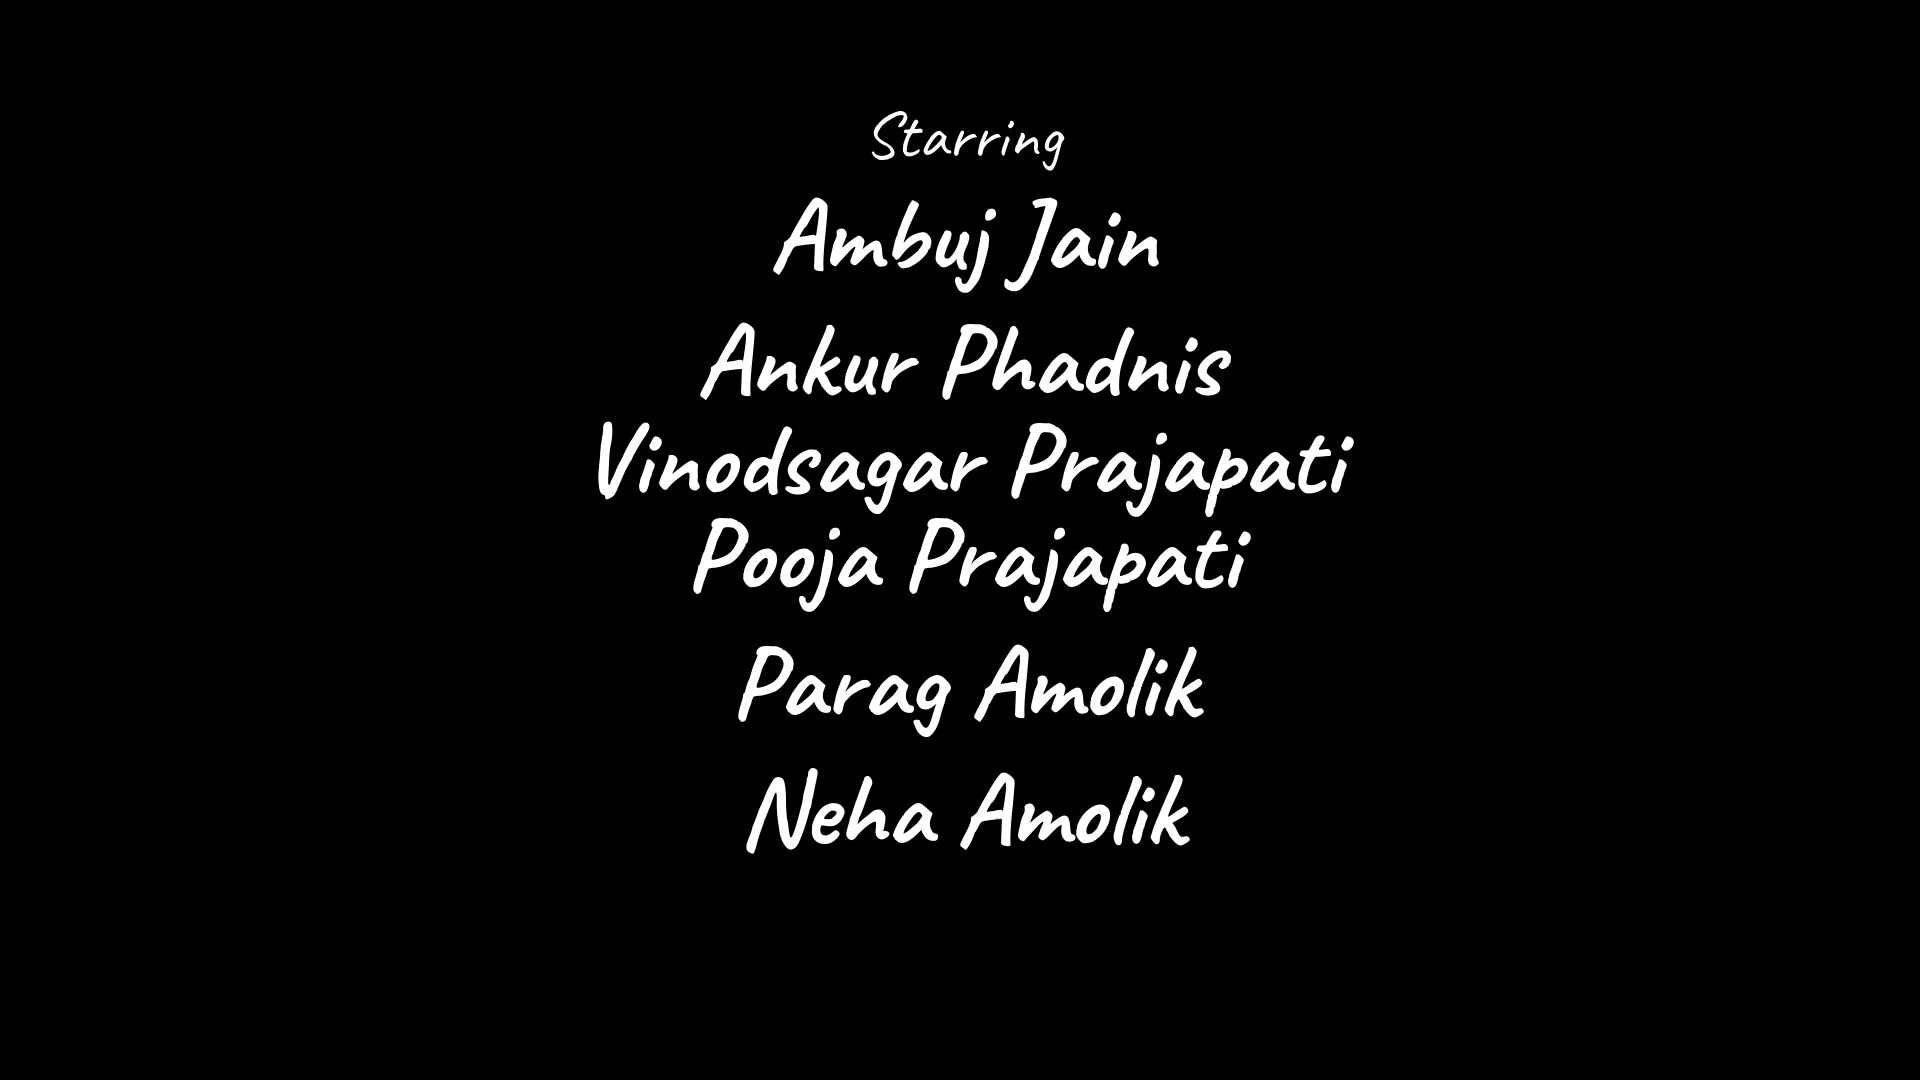 Starring
Ambuj Jain
Ankur Phadnis
Vinodsagar Prajapati
Pooja Prajapati
Parag Amolik
Neha Amolik